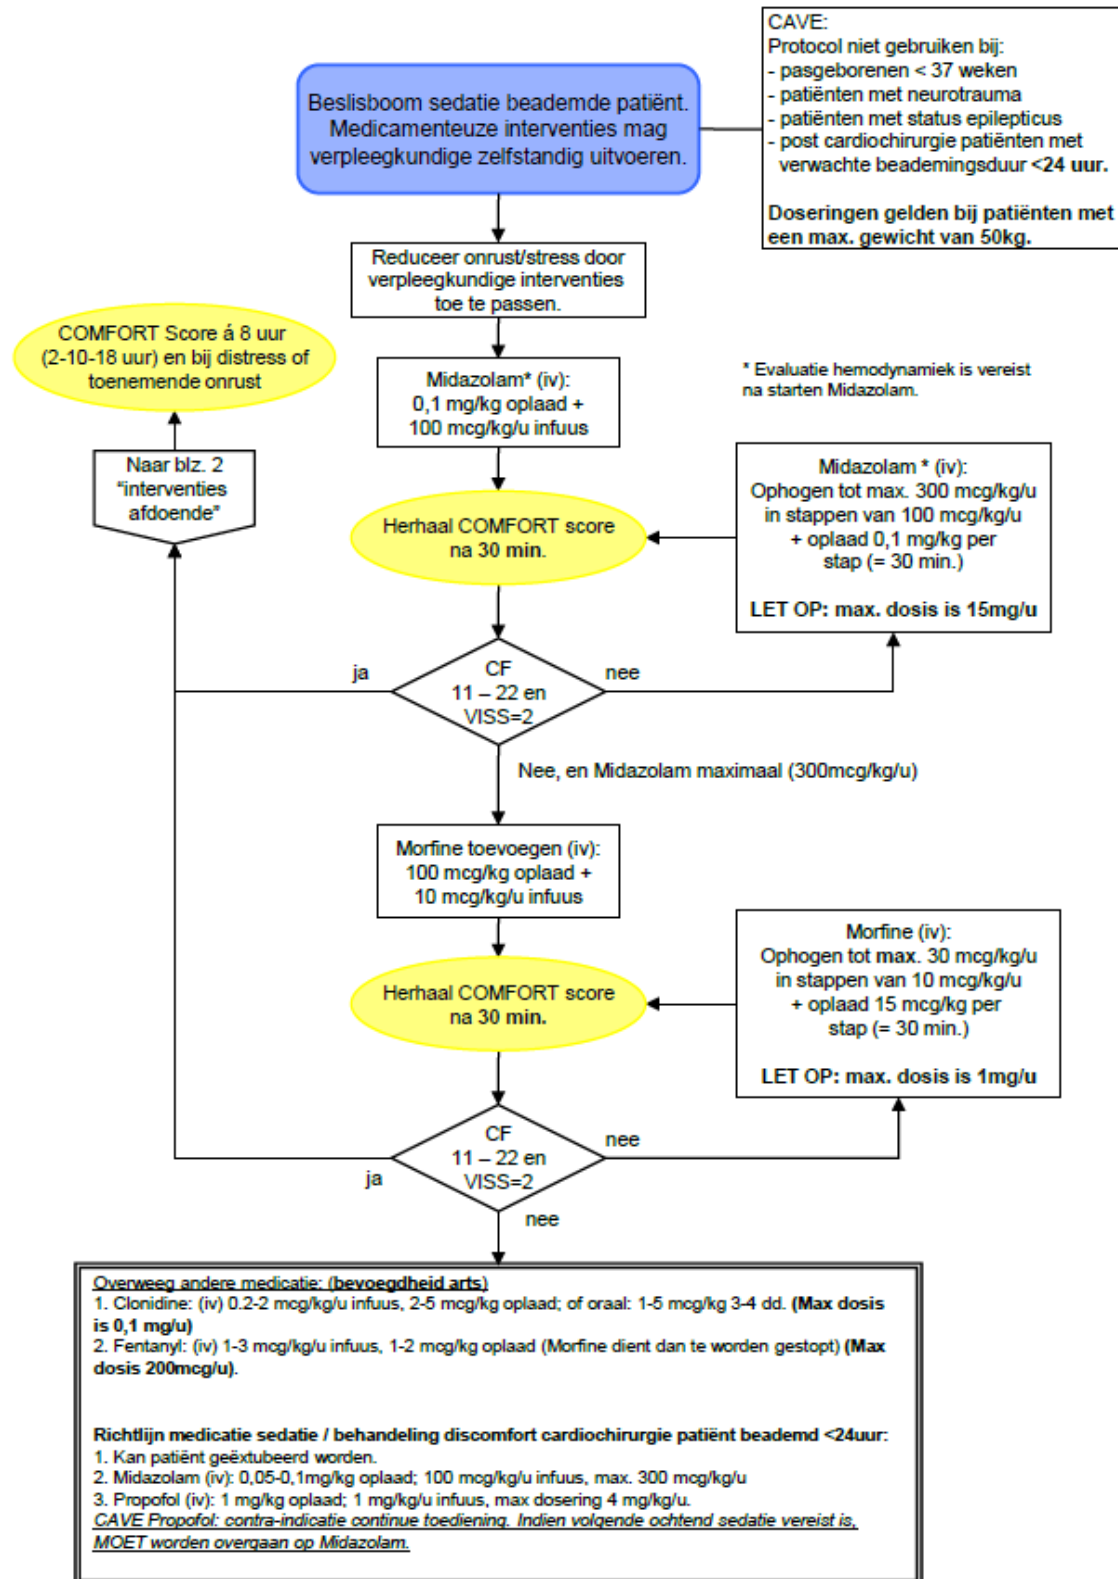 CAVE:
Protocol niet gebruiken bij:
- pasgeborenen < 37 weken
- patiënten met neurotrauma
- patiënten met status epilepticus
- post cardiochirurgie patiënten met
verwachte beademingsduur <24 uur.
Doseringen gelden bij patiënten met
een max. gewicht van 50kg.
Beslisboom sedatie beademde patiënt.
Medicamenteuze interventies mag
verpleegkundige zelfstandig uitvoeren.
Reduceer onrust/stress door
verpleegkundige interventies
toe te passen.
COMFORT Score á 8 uur
(2-10-18 uur) en bij distress of
toenemende onrust
Midazolam* (iv):
0,1 mg/kg oplaad +
100 mcg/kg/u infuus
* Evaluatie hemodynamiek is vereist
na starten Midazolam.
Naar blz. 2
"interventies
afdoende"
Herhaal COMFORT score
na 30 min.
Midazolam * (iv):
Ophogen tot max. 300 mcg/kg/u
in stappen van 100 mcg/kg/u
+ oplaad 0,1 mg/kg per
stap (= 30 min.)
LET OP: max. dosis is 15mg/u
ja
CF
11 – 22 en
VISS=2
nee
Nee, en Midazolam maximaal (300mcg/kg/u)
Morfine toevoegen (iv):
100 mcg/kg oplaad +
10 mcg/kg/u infuus
Herhaal COMFORT score
na 30 min.
Morfine (iv):
Ophogen tot max. 30 mcg/kg/u
in stappen van 10 mcg/kg/u
+ oplaad 15 mcg/kg per
stap (= 30 min.)
LET OP: max. dosis is 1mg/u
CF
11 – 22 en
VISS=2
nee
ja
nee
Overweeg andere medicatie: (bevoegdheid arts)
1. Clonidine: (iv) 0.2-2 mcg/kg/u infuus, 2-5 mcg/kg oplaad; of oraal: 1-5 mcg/kg 3-4 dd. (Max dosis
is 0,1 mg/u)
2. Fentanyl: (iv) 1-3 mcg/kg/u infuus, 1-2 mcg/kg oplaad (Morfine dient dan te worden gestopt) (Max
dosis 200mcg/u).
Richtlijn medicatie sedatie / behandeling discomfort cardiochirurgie patiënt beademd <24uur:
1. Kan patiënt geëxtubeerd worden.
2. Midazolam (iv): 0,05-0,1mg/kg oplaad; 100 mcg/kg/u infuus, max. 300 mcg/kg/u
3. Propofol (iv): 1 mg/kg oplaad; 1 mg/kg/u infuus, max dosering 4 mg/kg/u.
CAVE Propofol: contra-indicatie continue toediening. Indien volgende ochtend sedatie vereist is,
MOET worden overgaan op Midazolam.